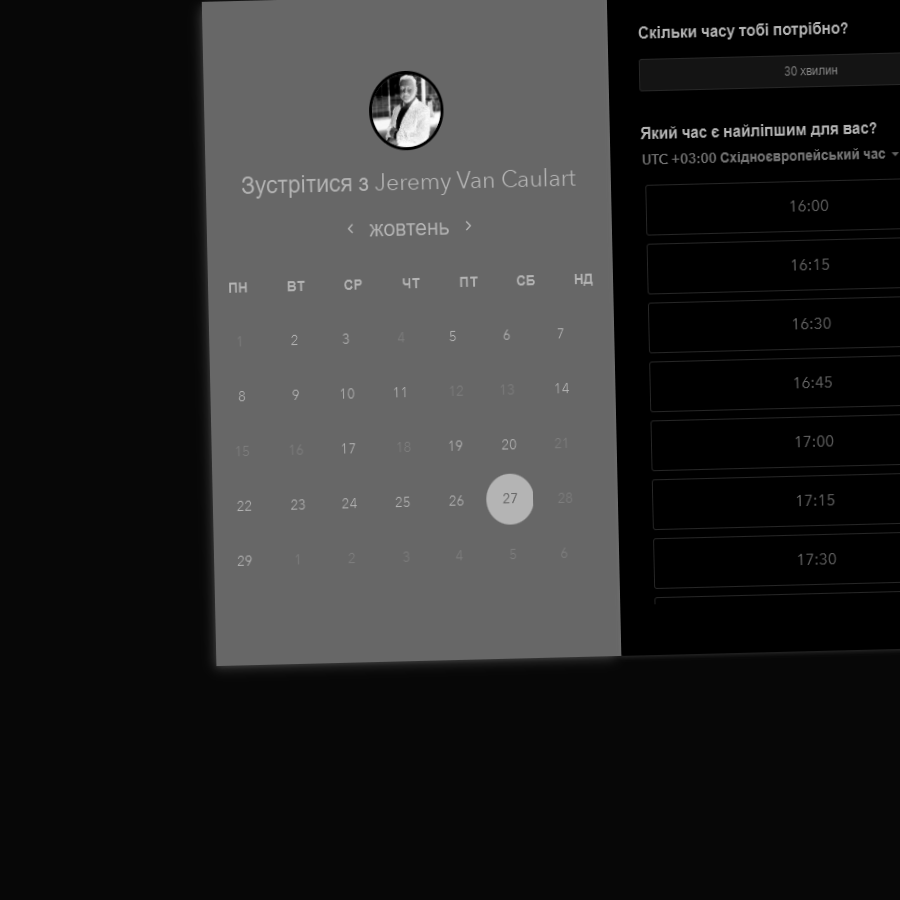 Зустрітися з Jeremy Van Caulart
жовтень
ПН ВТ СР ЧТ ПТ СБ НД
1 2 3 4 5 6 7
8 9 10 11 12 13 14
15 16 17 18 19 20 21
22 23 24 25 26 27 28
29 1 2 3 4 5 6
Скільки часу тобі потрібно?
30 хвилин
Який час є найліпшим для вас?
UTC +03:00 Східноєвропейський час
16:00
16:15
16:30
16:45
17:00
17:15
17:30